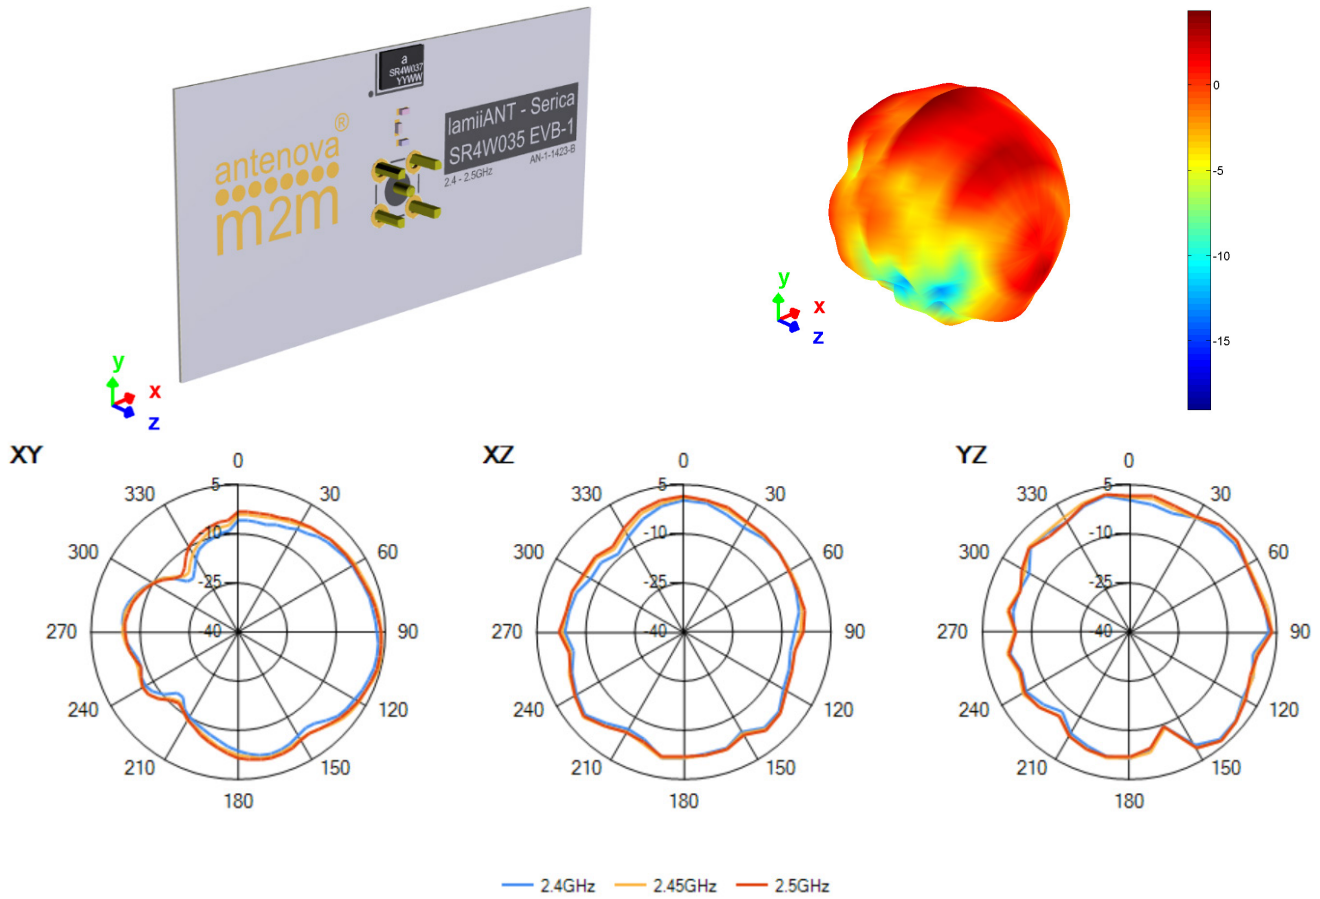 a
SR4W037
YYWW
lamiiANT - Serica
SR4W035 EVB-1
AN-1-1423-B
2.4 - 2.5GHz
antenova®
m2m
y
x
z
y
x
z
0
-5
-10
-15
XY
0
30
60
90
120
150
180
210
240
270
300
330
5
-10
-25
-40
XZ
0
30
60
90
120
150
180
210
240
270
300
330
5
-10
-25
-40
YZ
0
30
60
90
120
150
180
210
240
270
300
330
5
-10
-25
-40
2.4GHz 2.45GHz 2.5GHz